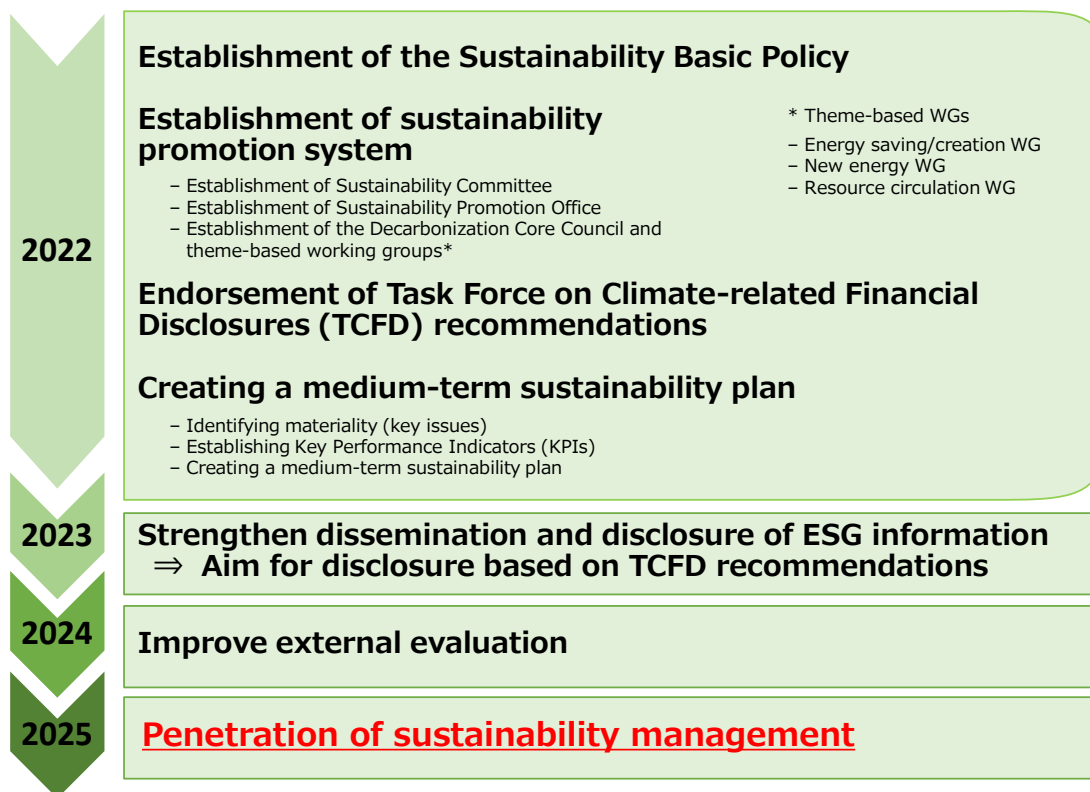 2022
Establishment of the Sustainability Basic Policy
Establishment of sustainability
promotion system
– Establishment of Sustainability Committee
– Establishment of Sustainability Promotion Office
– Establishment of the Decarbonization Core Council and
theme-based working groups*
* Theme-based WGs
– Energy saving/creation WG
– New energy WG
– Resource circulation WG
Endorsement of Task Force on Climate-related Financial
Disclosures (TCFD) recommendations
Creating a medium-term sustainability plan
– Identifying materiality (key issues)
– Establishing Key Performance Indicators (KPIs)
– Creating a medium-term sustainability plan
2023
Strengthen dissemination and disclosure of ESG information
⇒ Aim for disclosure based on TCFD recommendations
2024
Improve external evaluation
2025
Penetration of sustainability management